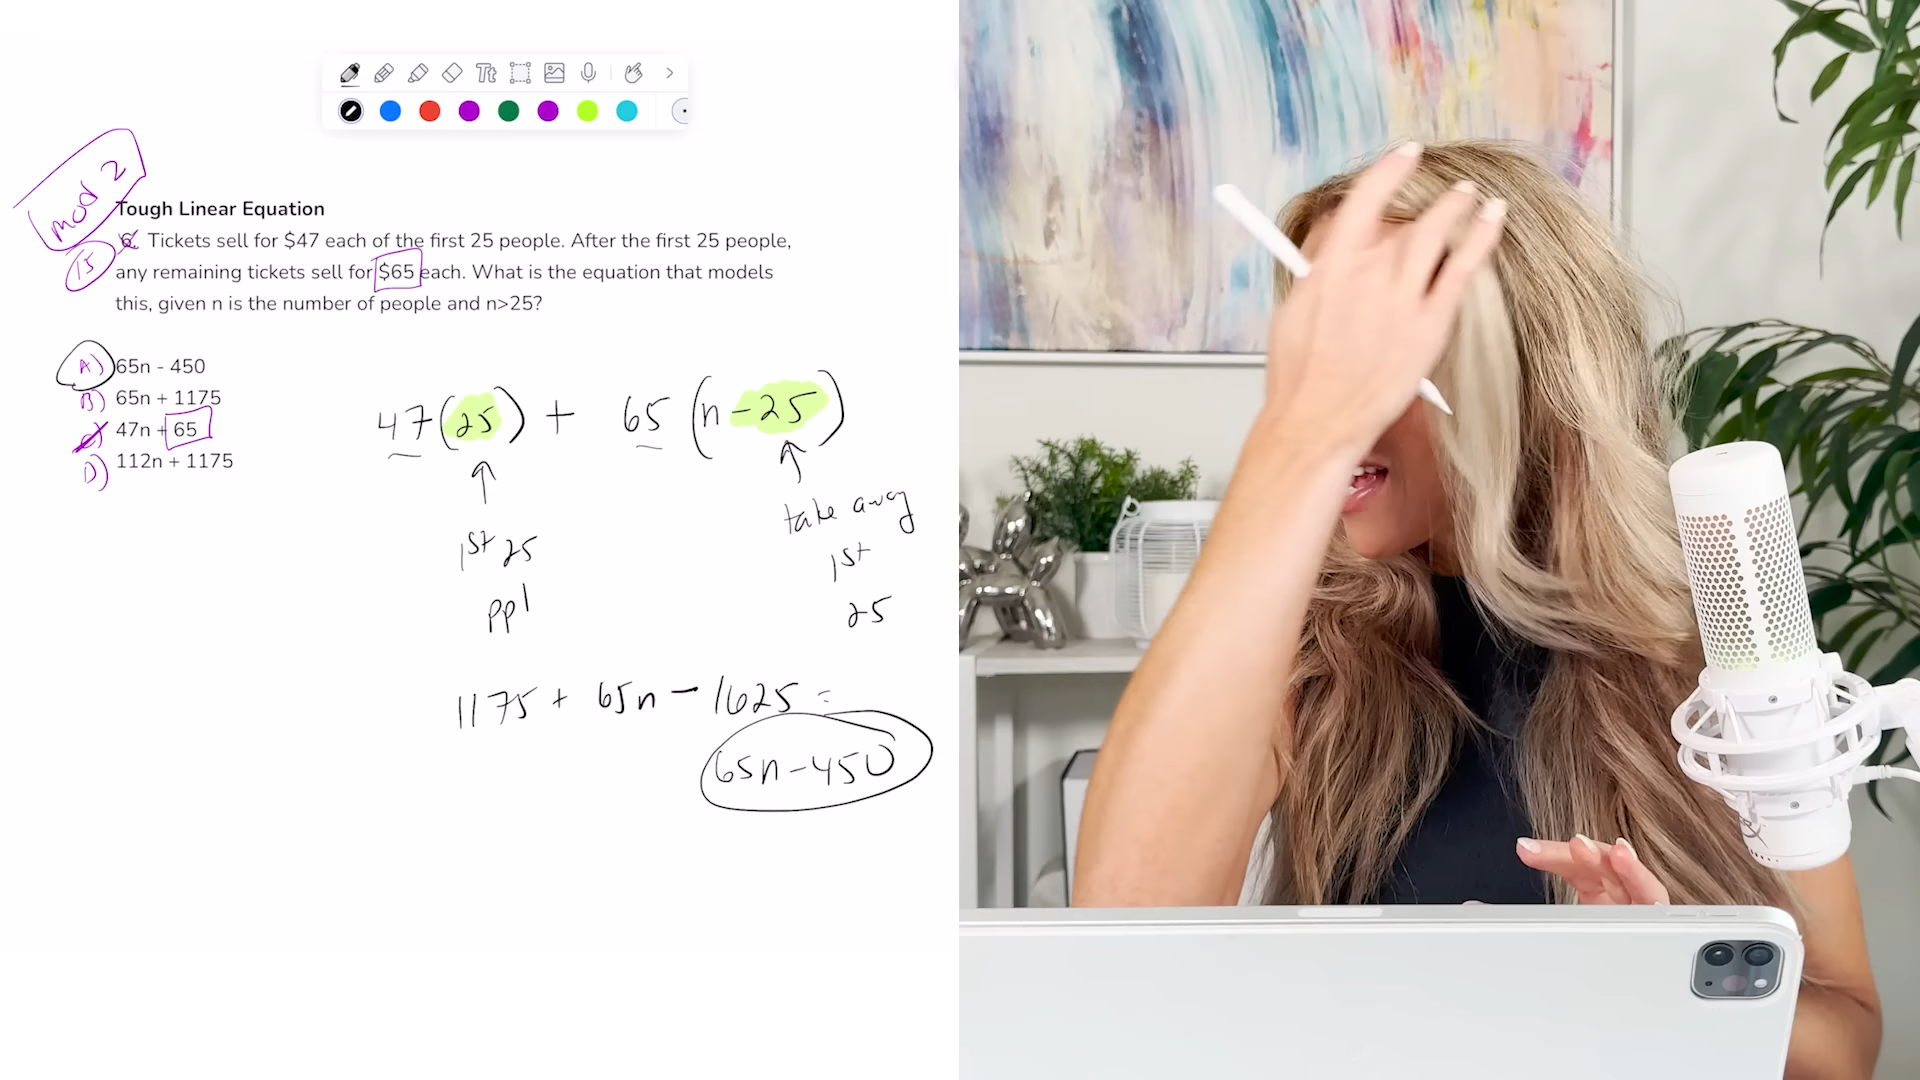 Tt
mod 2
Tough Linear Equation
15
6. Tickets sell for $47 each of the first 25 people. After the first 25 people,
any remaining tickets sell for $65 each. What is the equation that models
this, given n is the number of people and n>25?
A) 65n - 450
B) 65n + 1175
C) 47n + 65
D) 112n + 1175
47(25) + 65(n-25)
1st 25
ppl
take away
1st
25
1175 + 65n - 1625 =
65n-450